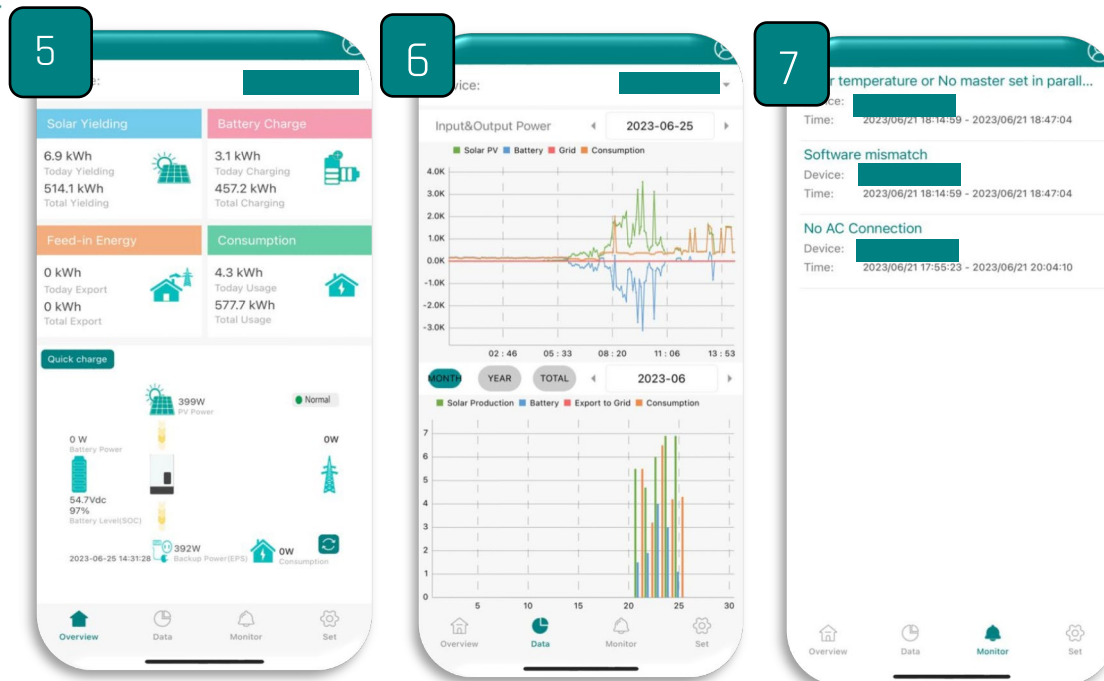 5
Solar Yielding
Battery Charge
6.9 kWh
Today Yielding
514.1 kWh
Total Yielding
3.1 kWh
Today Charging
457.2 kWh
Total Charging
Feed-in Energy
Consumption
0 kWh
Today Export
0 kWh
Total Export
4.3 kWh
Today Usage
577.7 kWh
Total Usage
Quick charge
399W
PV Power
Normal
0 W
Battery Power
0W
54.7Vdc
97%
Battery Level(SOC)
392W
Backup Power(EPS)
0W
Consumption
2023-06-25 14:31:28
Overview
Data
Monitor
Set
6
vice:
Input&Output Power
2023-06-25
Solar PV Battery Grid Consumption
4.0K
3.0K
2.0K
1.0K
0.0K
-1.0K
-2.0K
-3.0K
02 : 46 05 : 33 08 : 20 11 : 06 13 : 53
MONTH YEAR TOTAL 2023-06
Solar Production Battery Export to Grid Consumption
7
6
5
4
3
2
1
0
5 10 15 20 25 30
Overview
Data
Monitor
Set
7
r temperature or No master set in parall...
ce:
Time: 2023/06/21 18:14:59 - 2023/06/21 18:47:04
Software mismatch
Device:
Time: 2023/06/21 18:14:59 - 2023/06/21 18:47:04
No AC Connection
Device:
Time: 2023/06/21 17:55:23 - 2023/06/21 20:04:10
Overview
Data
Monitor
Set